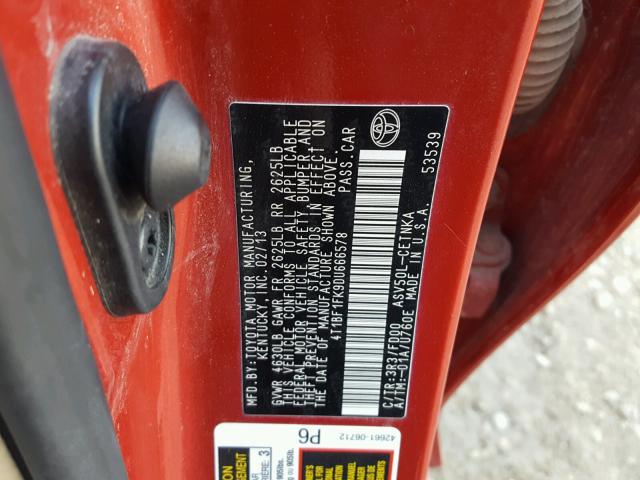 MFD.BY:TOYOTA MOTOR MANUFACTURING,
KENTUCKY, INC.02/13
GVWR 4630LB GAWR FR 2625LB RR 2625LB
THIS VEHICLE CONFORMS TO ALL APPLICABLE
FEDERAL MOTOR VEHICLE SAFETY, BUMPER AND
THEFT PREVENTION STANDARDS IN EFFECT ON
THE DATE OF MANUFACTURE SHOWN ABOVE.
4T1BF1FK9DU666578 PASS.CAR
C/TR:3R3/FD00 ASV50L-CETNKA
A/TM:-01A/U760E MADE IN U.S.A.
53539
P6
42661-06712